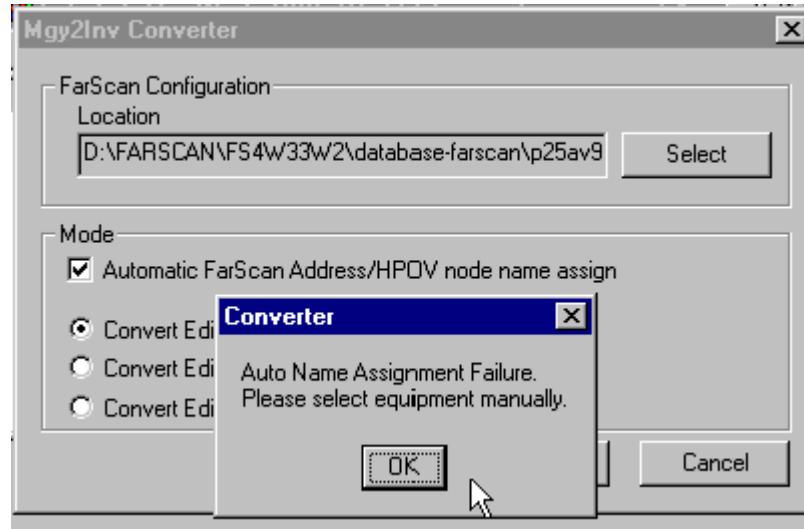 Mgy2Inv Converter
FarScan Configuration
Location
D:\FARSCAN\FS4W33W2\database-farscan\p25av9
Select
Mode
Automatic FarScan Address/HPOV node name assign
Convert Edi
Convert Edi
Convert Edi
Converter
Auto Name Assignment Failure.
Please select equipment manually.
OK
Cancel